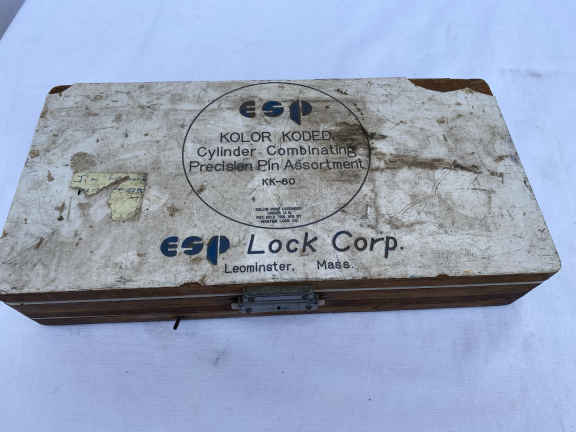 esp
KOLOR KODED
Cylinder Combinating
Precision Pin Assortment
KK-60
esp Lock Corp.
Leominster, Mass.